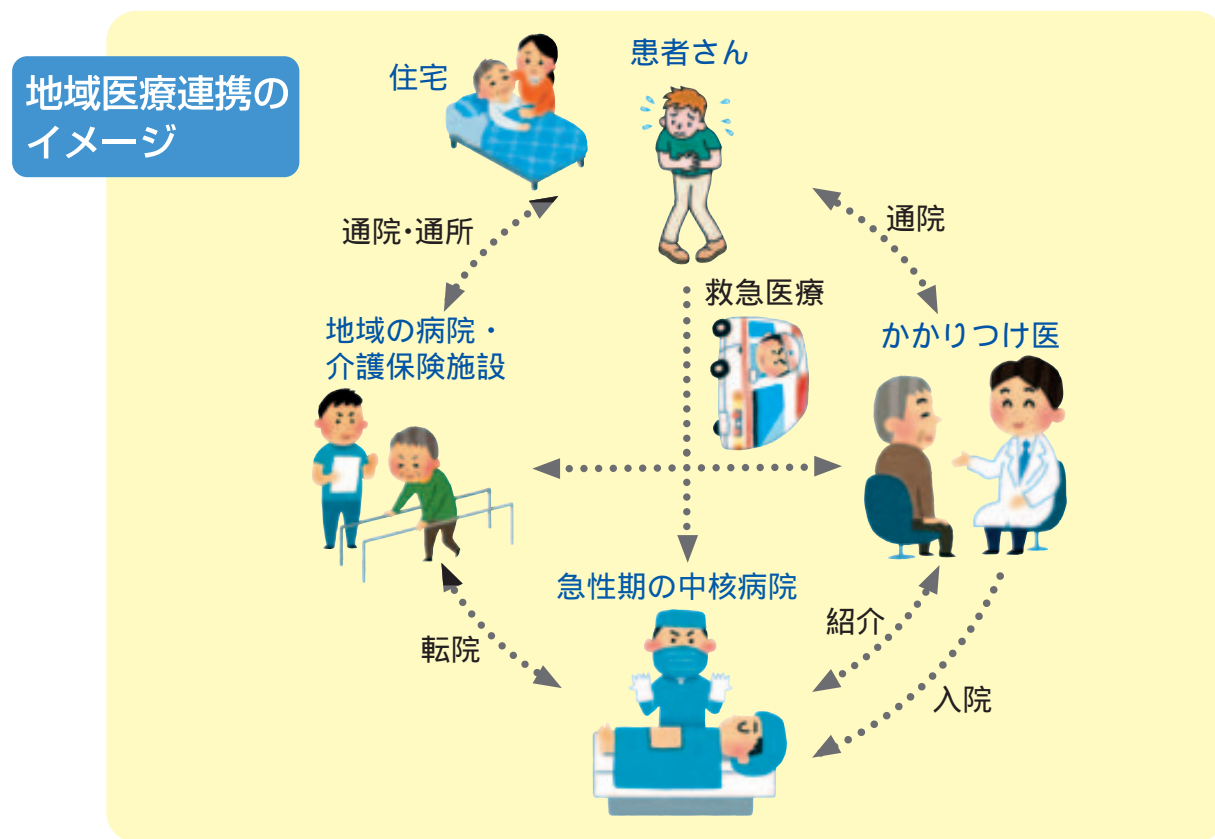 地域医療連携の
イメージ
住宅
患者さん
通院・通所
通院
救急医療
地域の病院・
介護保険施設
かかりつけ医
急性期の中核病院
転院
紹介
入院